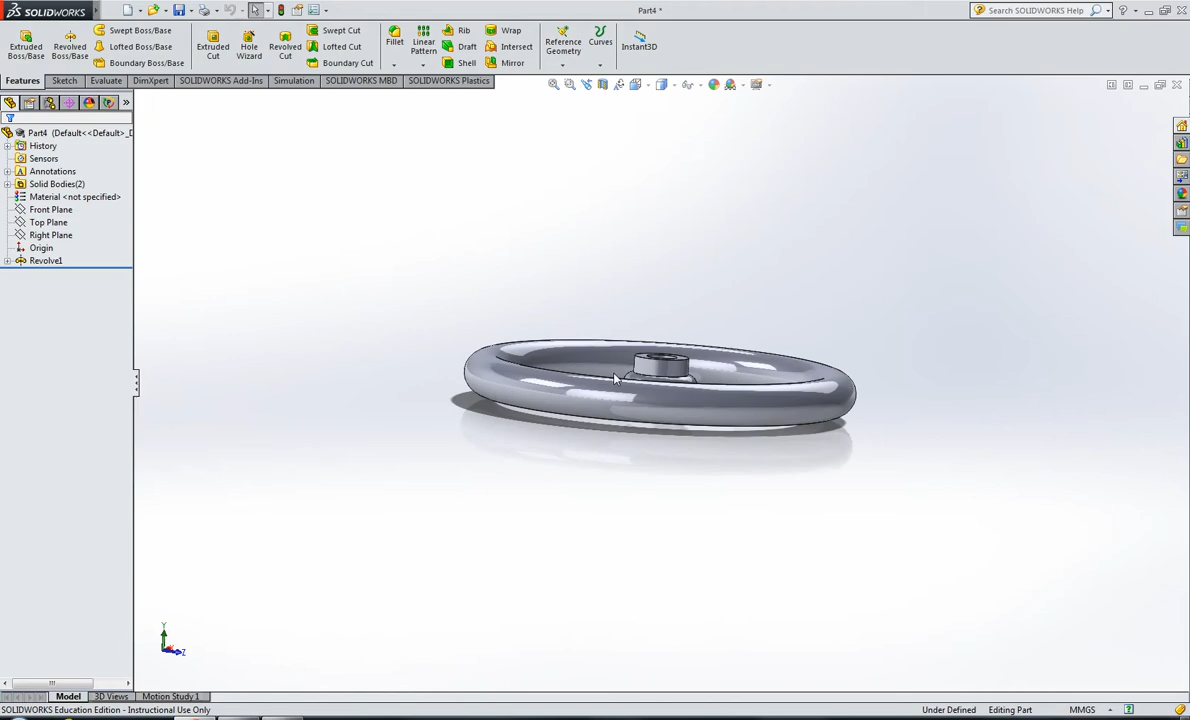 SOLIDWORKS
Part4 *
Search SOLIDWORKS Help
Extruded Boss/Base
Revolved Boss/Base
Swept Boss/Base
Lofted Boss/Base
Boundary Boss/Base
Extruded Cut
Hole Wizard
Revolved Cut
Swept Cut
Lofted Cut
Boundary Cut
Fillet
Linear Pattern
Rib
Draft
Shell
Wrap
Intersect
Mirror
Reference Geometry
Curves
Instant3D
Features Sketch Evaluate DimXpert SOLIDWORKS Add-Ins Simulation SOLIDWORKS MBD SOLIDWORKS Plastics
Part4 (Default<<Default>_D
History
Sensors
Annotations
Solid Bodies(2)
Material <not specified>
Front Plane
Top Plane
Right Plane
Origin
Revolve1
Y
Z
Model 3D Views Motion Study 1
SOLIDWORKS Education Edition - Instructional Use Only
Under Defined Editing Part MMGS